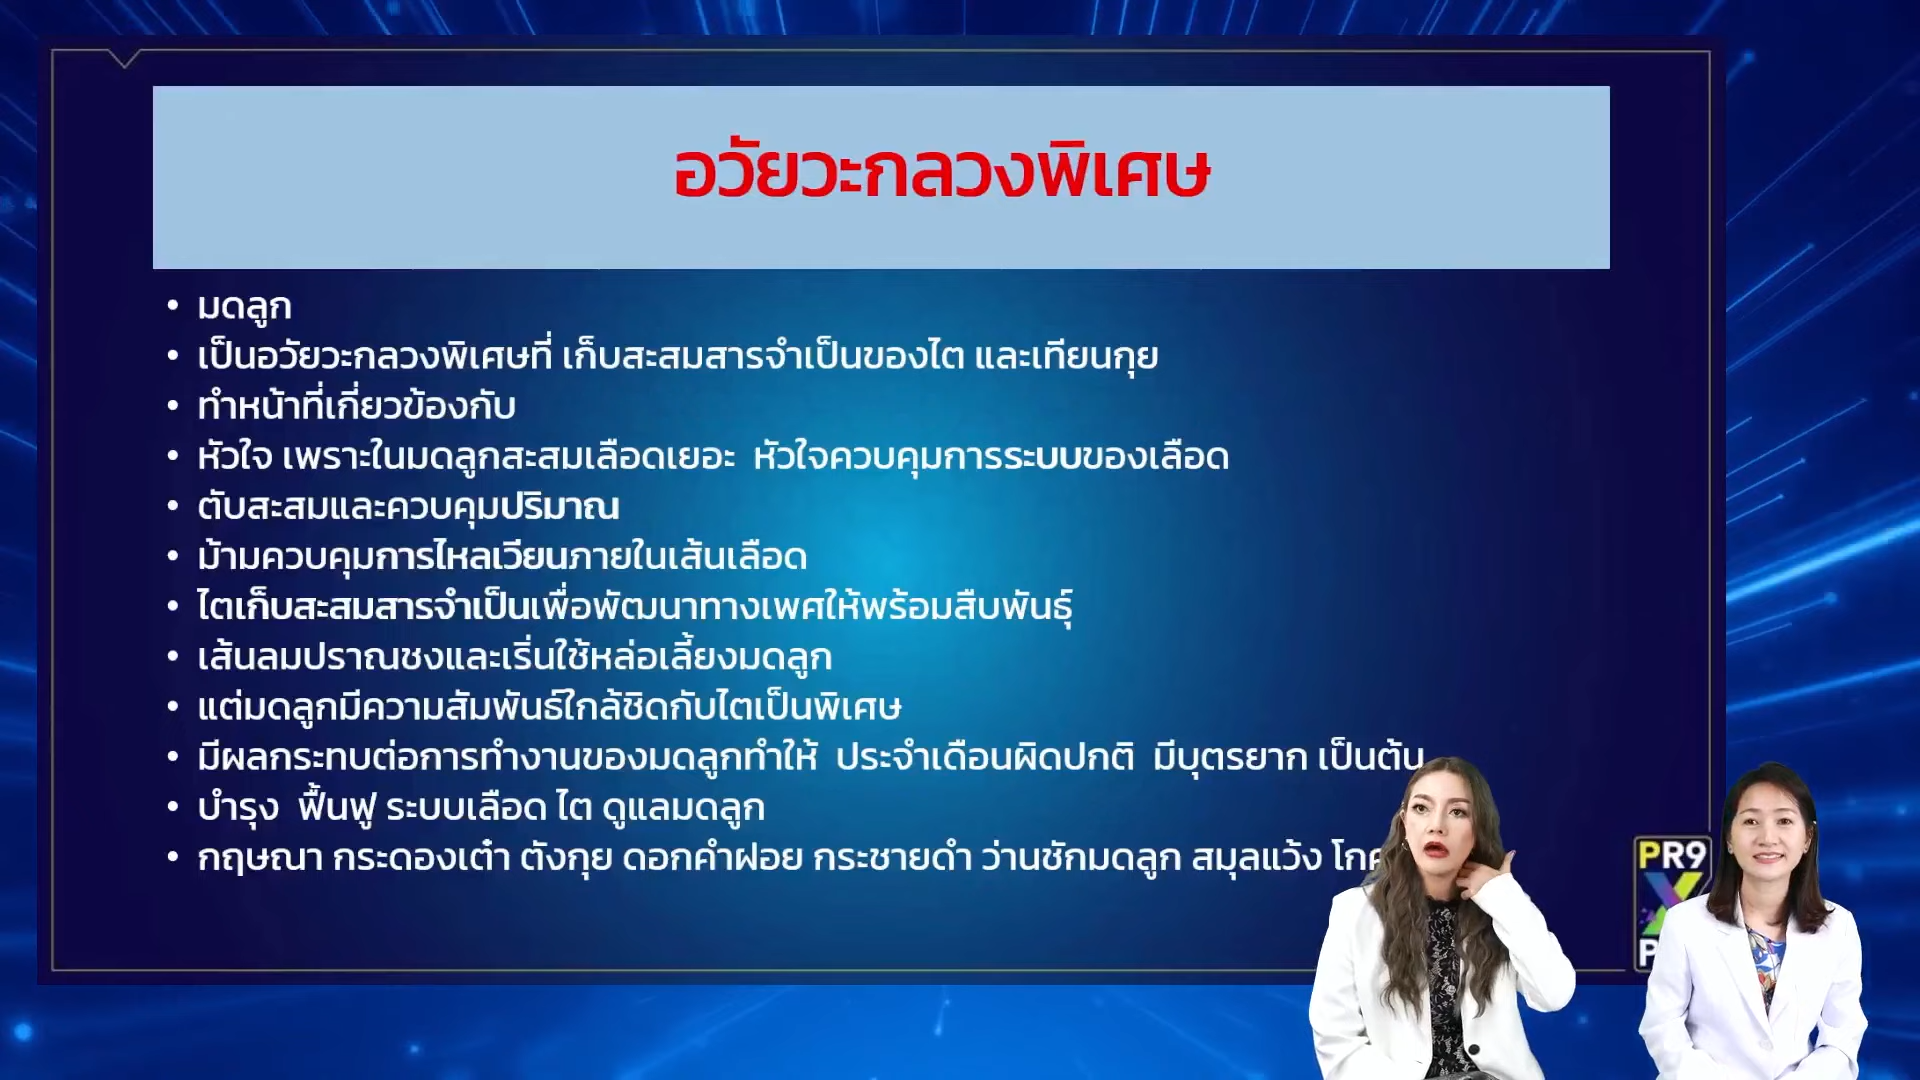 อวัยวะกลวงพิเศษ
• มดลูก
• เป็นอวัยวะกลวงพิเศษที่ เก็บสะสมสารจำเป็นของไต และเทียนกุย
• ทำหน้าที่เกี่ยวข้องกับ
• หัวใจ เพราะในมดลูกสะสมเลือดเยอะ หัวใจควบคุมการระบบของเลือด
• ตับสะสมและควบคุมปริมาณ
• ม้ามควบคุมการไหลเวียนภายในเส้นเลือด
• ไตเก็บสะสมสารจำเป็นเพื่อพัฒนาทางเพศให้พร้อมสืบพันธุ์
• เส้นลมปราณชงและเริ่นใช้หล่อเลี้ยงมดลูก
• แต่มดลูกมีความสัมพันธ์ใกล้ชิดกับไตเป็นพิเศษ
• มีผลกระทบต่อการทำงานของมดลูกทำให้ ประจำเดือนผิดปกติ มีบุตรยาก เป็นต้น
• บำรุง ฟื้นฟู ระบบเลือด ไต ดูแลมดลูก
• กฤษณา กระดองเต่า ตังกุย ดอกคำฝอย กระชายดำ ว่านชักมดลูก สมุลแว้ง
PR9